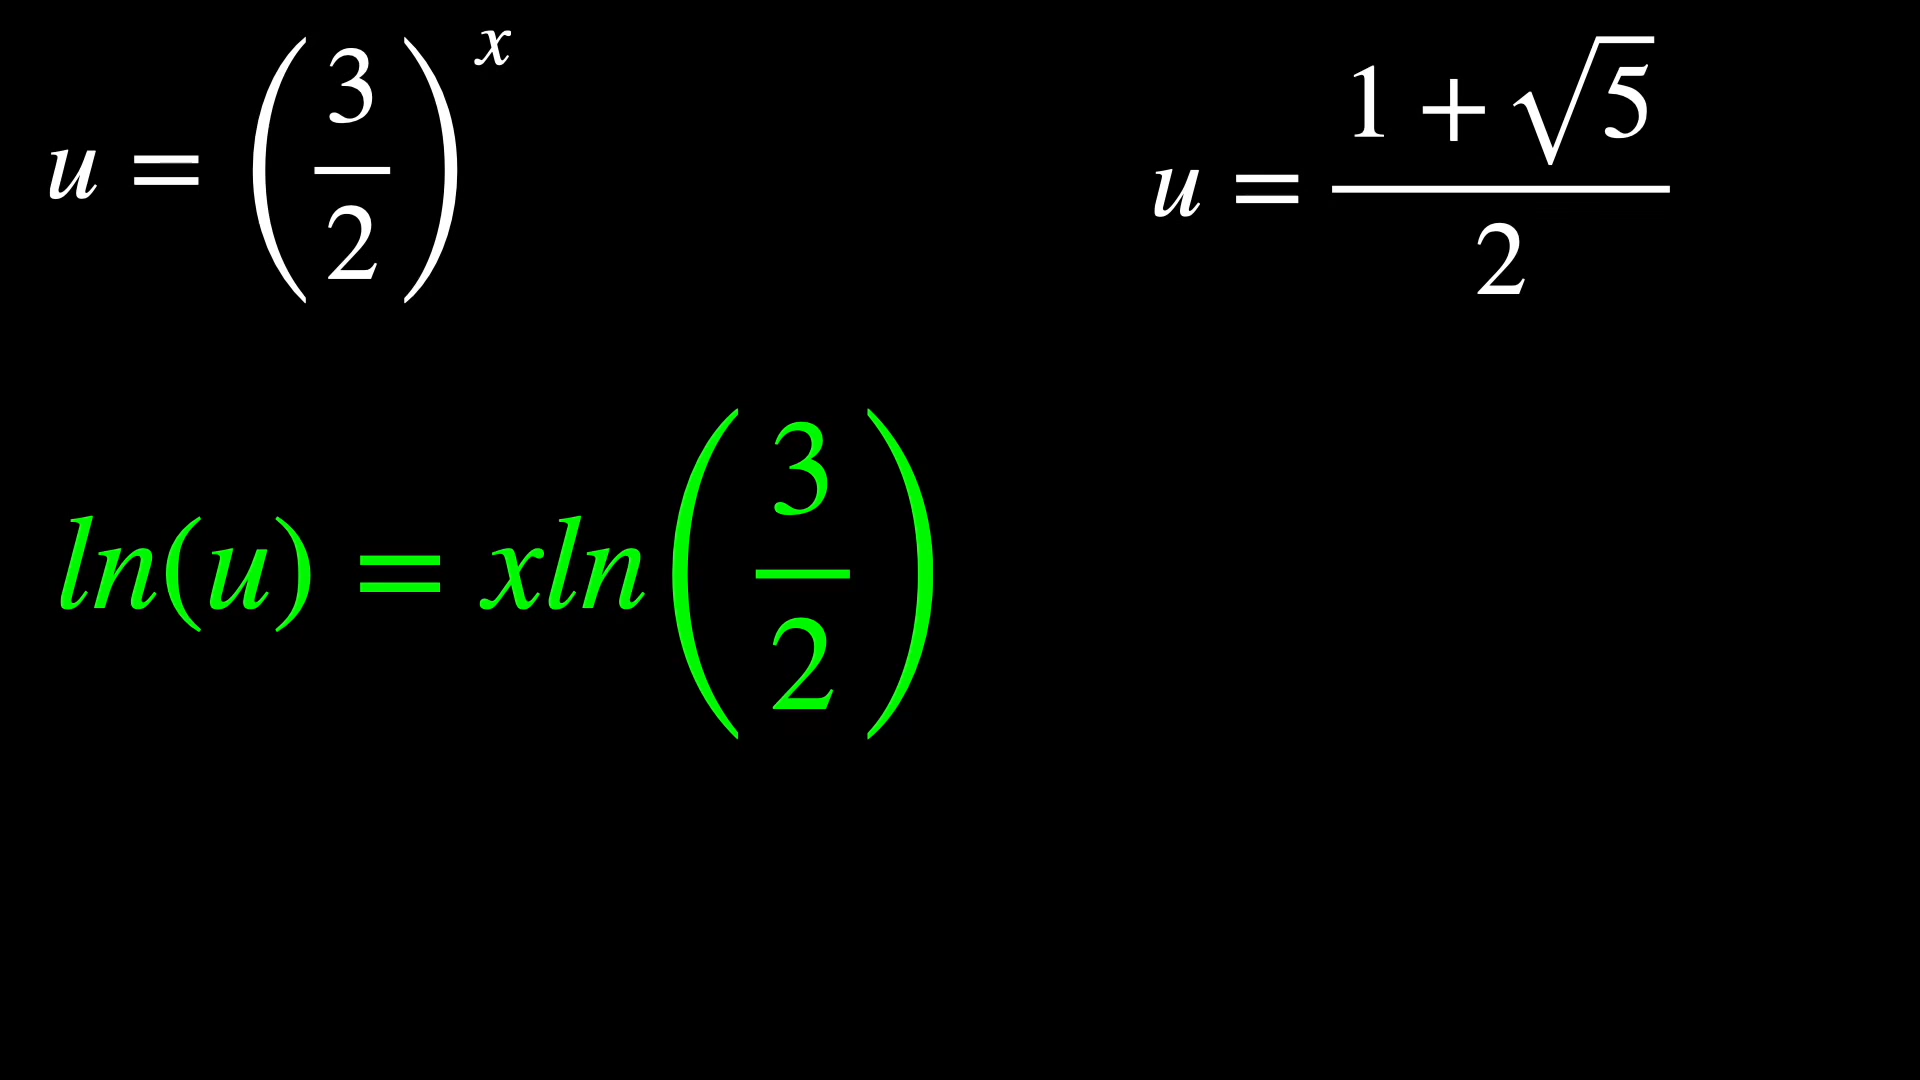 u = (3/2)^x
u = (1 + √5)/2
ln(u) = xln(3/2)